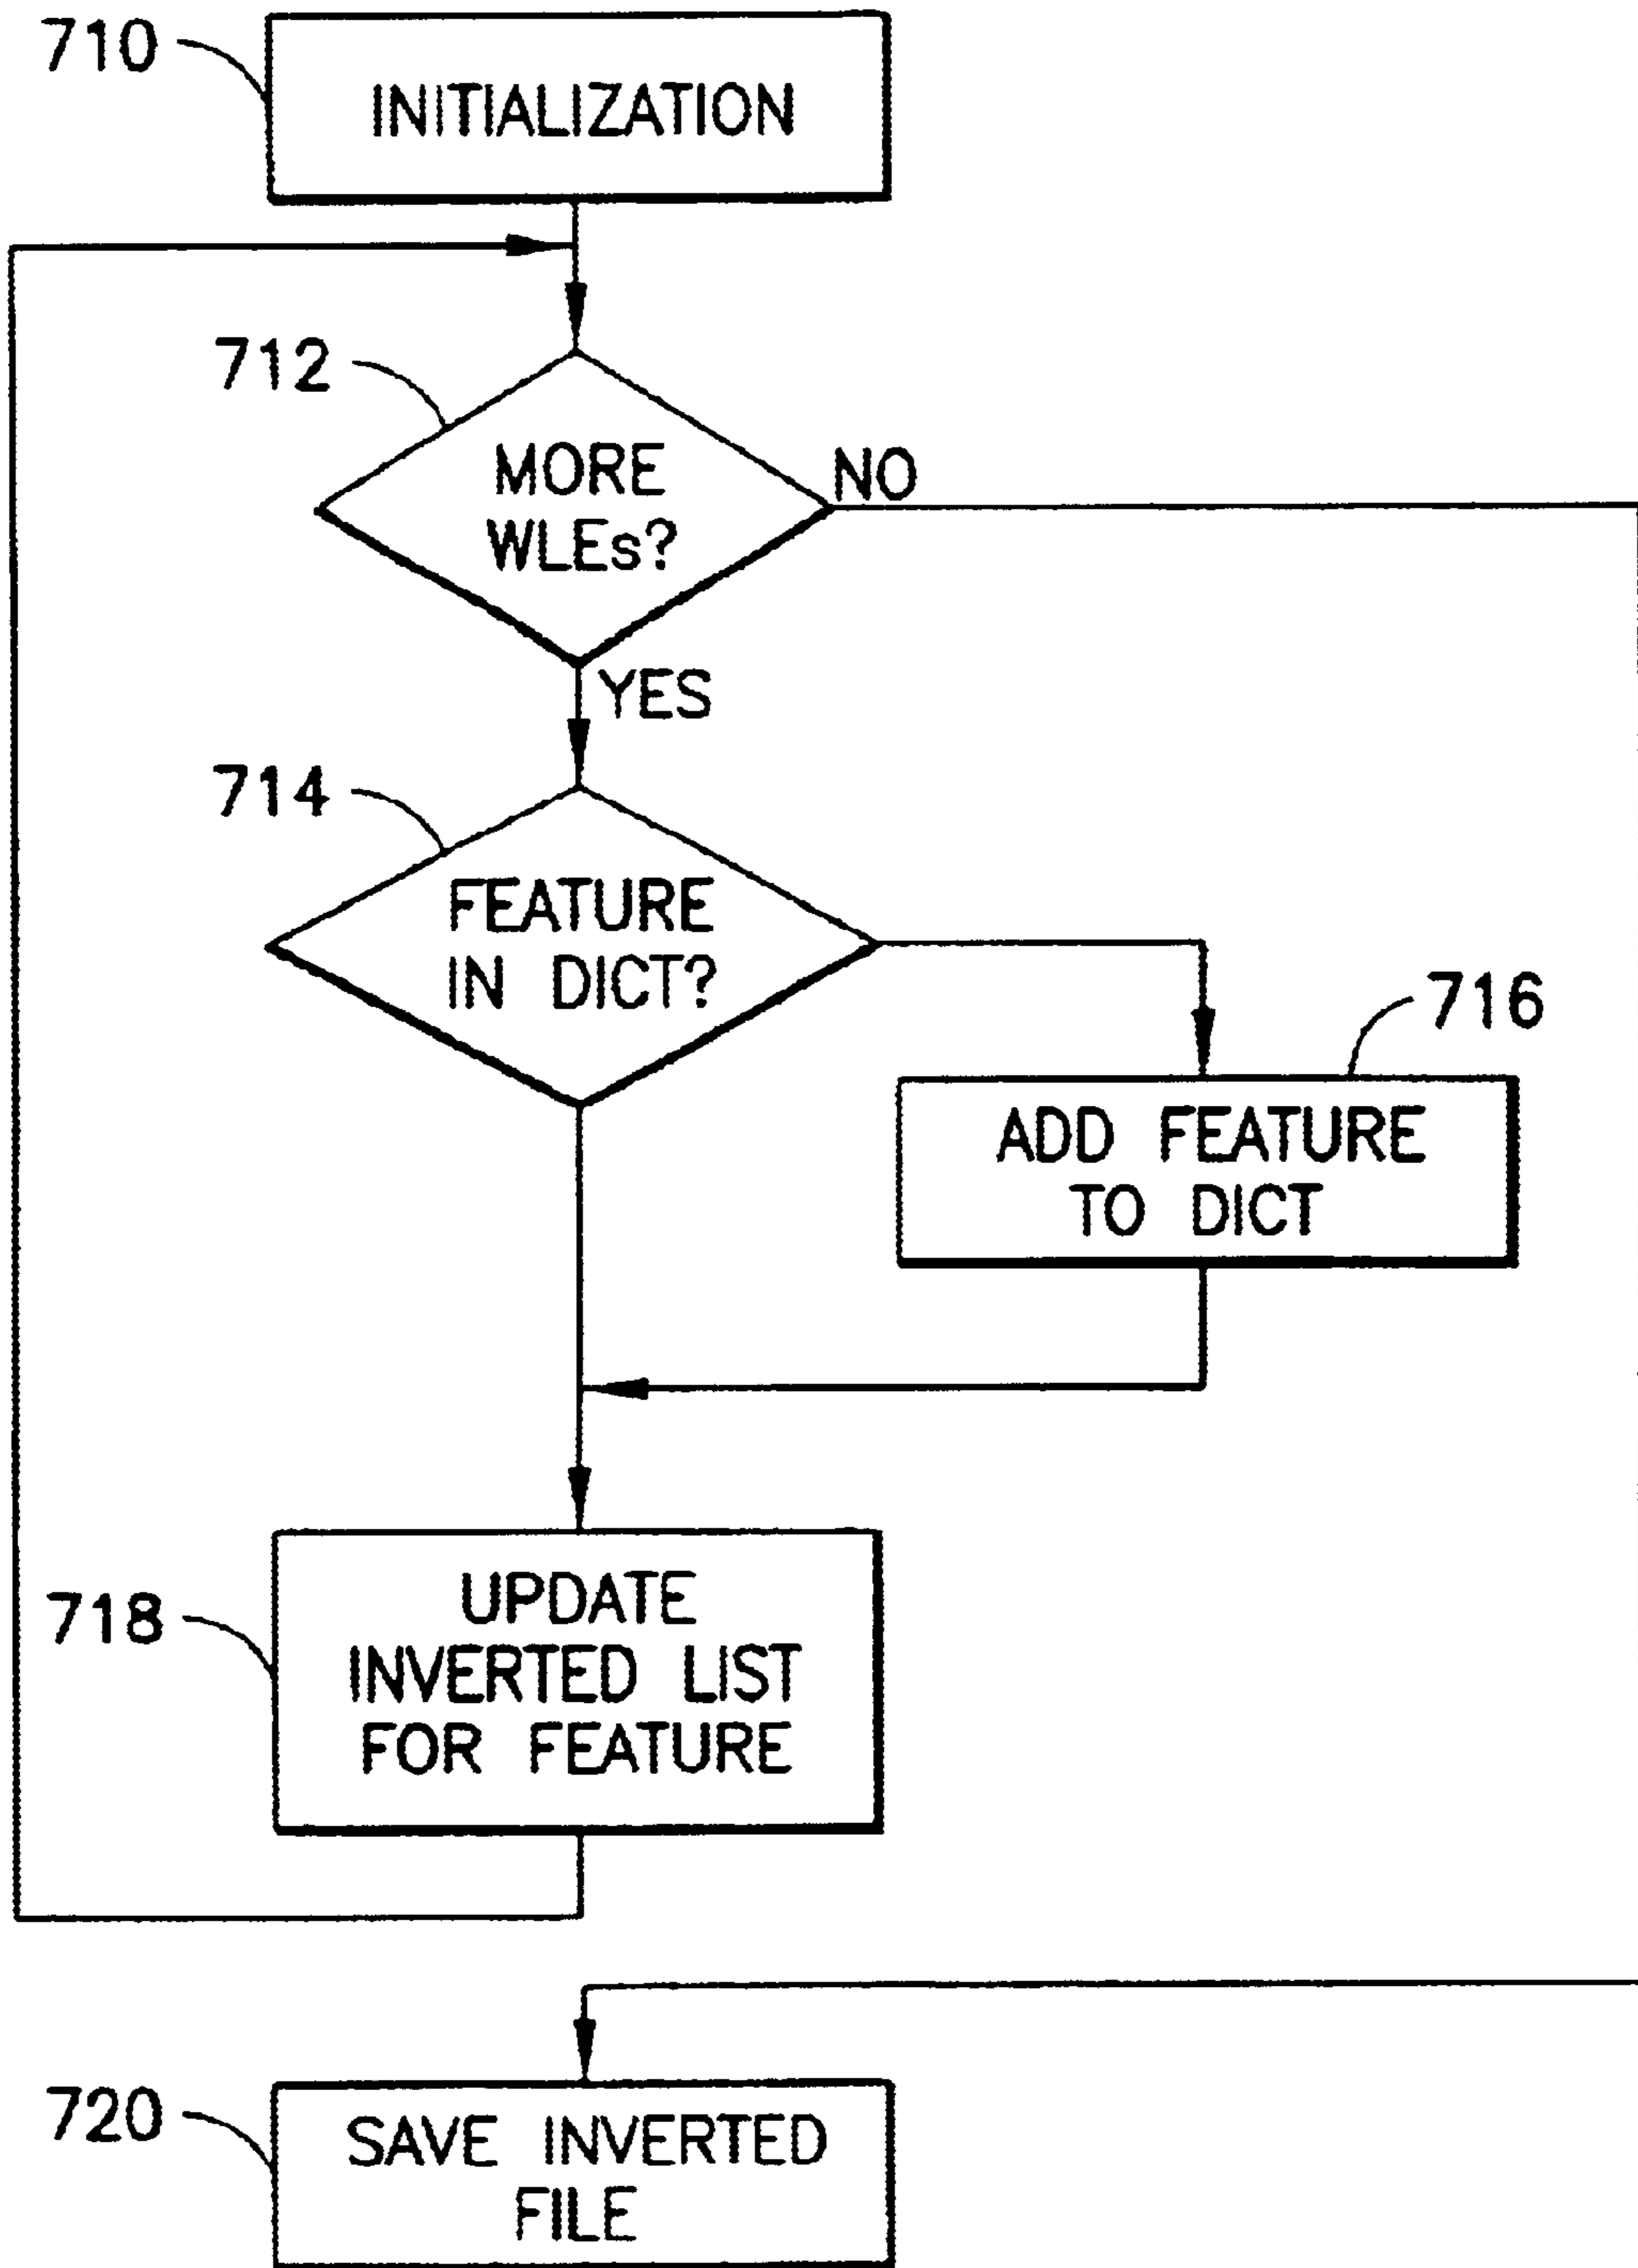 710
INITIALIZATION
712
MORE
WLEs?
NO
YES
714
FEATURE
IN DICT?
716
ADD FEATURE
TO DICT
718
UPDATE
INVERTED LIST
FOR FEATURE
720
SAVE INVERTED
FILE